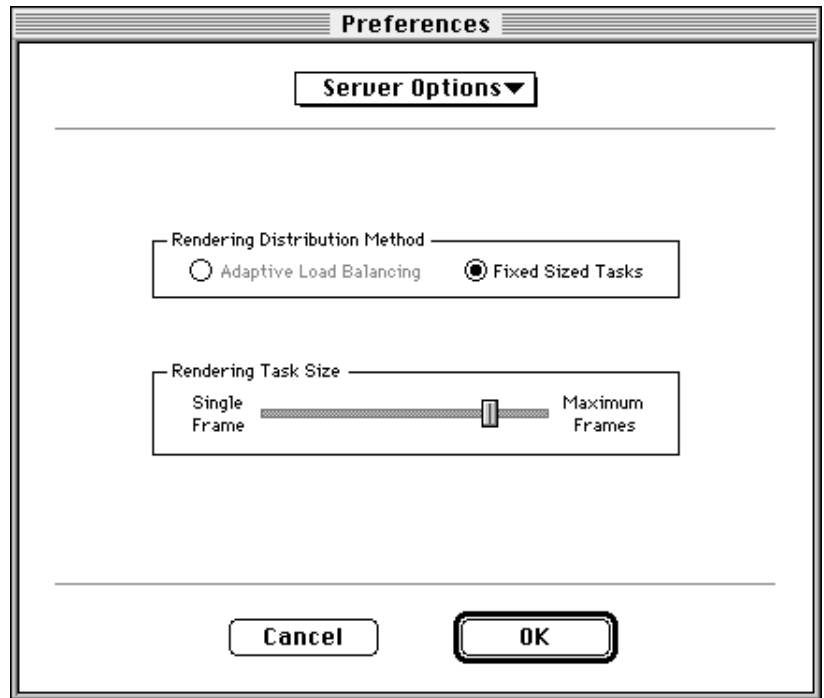 Preferences
Server Options
Rendering Distribution Method
Adaptive Load Balancing Fixed Sized Tasks
Rendering Task Size
Single Maximum
Frame Frames
Cancel OK